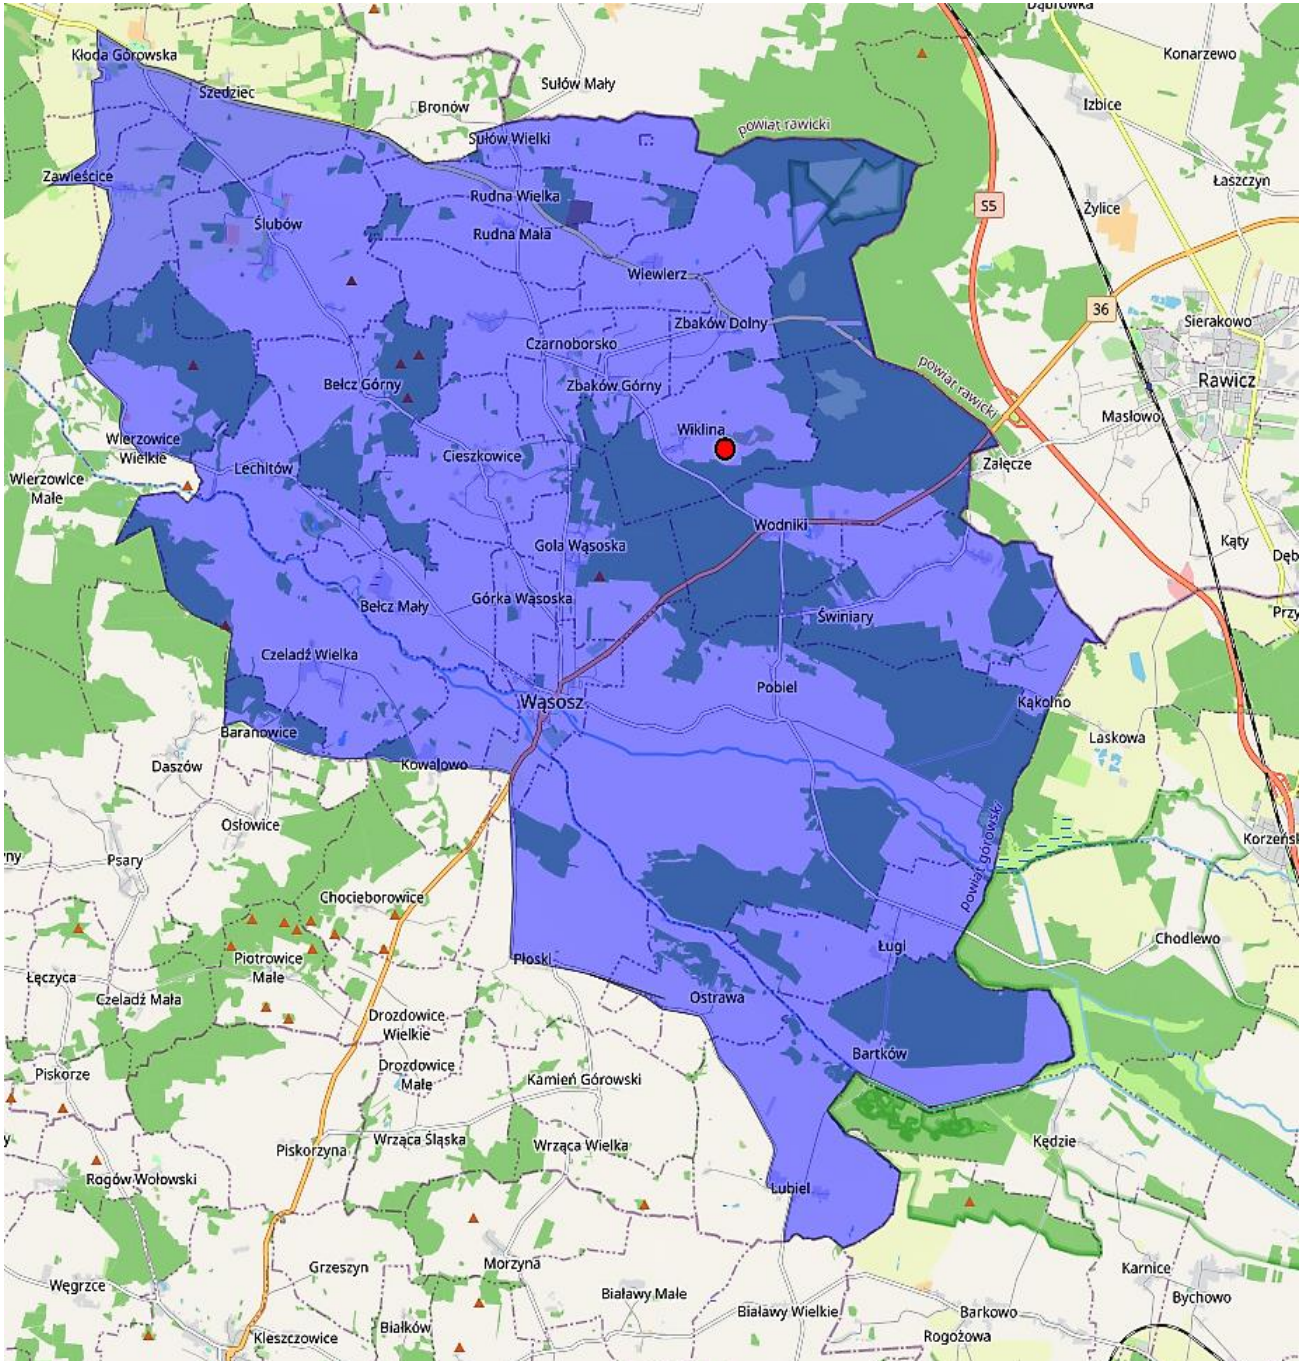 Dąbrówka
Kłoda Górowska
Konarzewo
Szedziec
Sułów Mały
Bronów
Izbice
powiat rawicki
Sułów Wielki
Zawieścice
Łaszczyn
Rudna Wielka
55
Żylice
Ślubów
Rudna Mała
Wiewierz
36
Sierakowo
Zbaków Dolny
Czarnoborsko
powiat rawicki
Rawicz
Bełcz Górny
Zbaków Górny
Masłowo
Wiklina
Wierzowice
Wielkie
Cieszkowice
Lechitów
Załęcze
Wierzowice
Małe
Wodniki
Kąty
Gola Wąsoska
Dęb
Bełcz Mały
Górka Wąsoska
Świniary
Przy
Czeladź Wielka
Pobiel
Wąsosz
Kąkolno
Baranowice
Laskowa
Daszów
Kowalowo
Osłowice
powiat górowski
Korzeńsk
ny
Psary
Chocieborowice
Ługi
Chodlewo
Piotrowice
Małe
Płoski
Łęczyca
Czeladź Mała
Ostrawa
Drozdowice
Wielkie
Bartków
Piskorze
Drozdowice
Małe
Kamień Górowski
y
Wrząca Śląska
Kędzie
Piskorzyna
Wrząca Wielka
Rogów Wołowski
Lubiel
Grzeszyn
Morzyna
Karnice
Węgrzce
Białawy Małe
Bychowo
Białawy Wielkie
Barkowo
Kleszczowice
Białków
Rogożowa